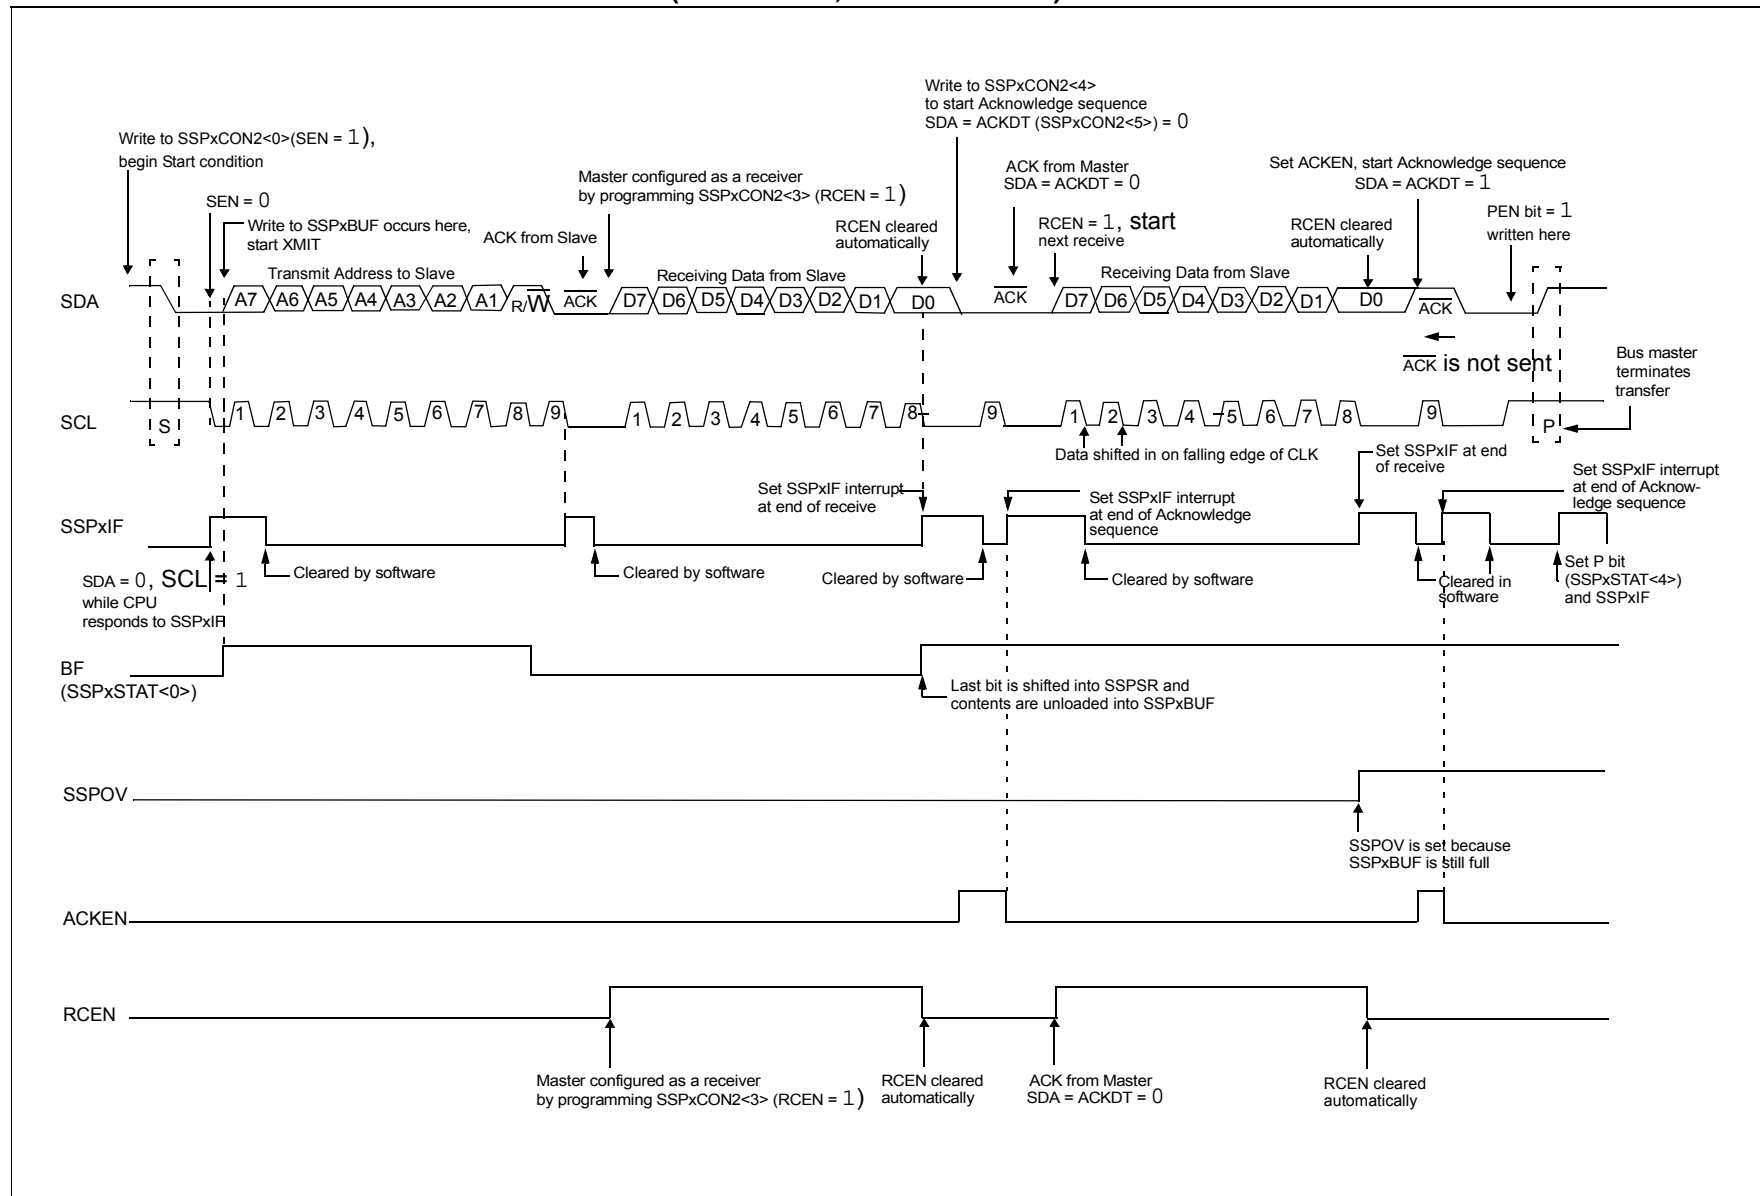 Write to SSPxCON2<4>
to start Acknowledge sequence
SDA = ACKDT (SSPxCON2<5>) = 0
Write to SSPxCON2<0>(SEN = 1),
begin Start condition
ACK from Master
SDA = ACKDT = 0
Set ACKEN, start Acknowledge sequence
SDA = ACKDT = 1
Master configured as a receiver
by programming SSPxCON2<3> (RCEN = 1)
SEN = 0
Write to SSPxBUF occurs here,
start XMIT
ACK from Slave
RCEN cleared
automatically
RCEN = 1, start
next receive
RCEN cleared
automatically
PEN bit = 1
written here
Transmit Address to Slave
Receiving Data from Slave
Receiving Data from Slave
SDA
A7 A6 A5 A4 A3 A2 A1 R/W ACK D7 D6 D5 D4 D3 D2 D1 D0 ACK D7 D6 D5 D4 D3 D2 D1 D0 ACK
ACK is not sent
Bus master
terminates
transfer
SCL
S 1 2 3 4 5 6 7 8 9 1 2 3 4 5 6 7 8 9 1 2 3 4 5 6 7 8 9 P
Data shifted in on falling edge of CLK
Set SSPxIF at end
of receive
Set SSPxIF interrupt
at end of receive
Set SSPxIF interrupt
at end of Acknowledge
sequence
Set SSPxIF interrupt
at end of Acknow-
ledge sequence
SSPxIF
SDA = 0, SCL = 1
while CPU
responds to SSPxIF
Cleared by software
Cleared by software
Cleared by software
Cleared by software
Cleared in
software
Set P bit
(SSPxSTAT<4>)
and SSPxIF
BF
(SSPxSTAT<0>)
Last bit is shifted into SSPSR and
contents are unloaded into SSPxBUF
SSPOV
SSPOV is set because
SSPxBUF is still full
ACKEN
RCEN
Master configured as a receiver
by programming SSPxCON2<3> (RCEN = 1)
RCEN cleared
automatically
ACK from Master
SDA = ACKDT = 0
RCEN cleared
automatically